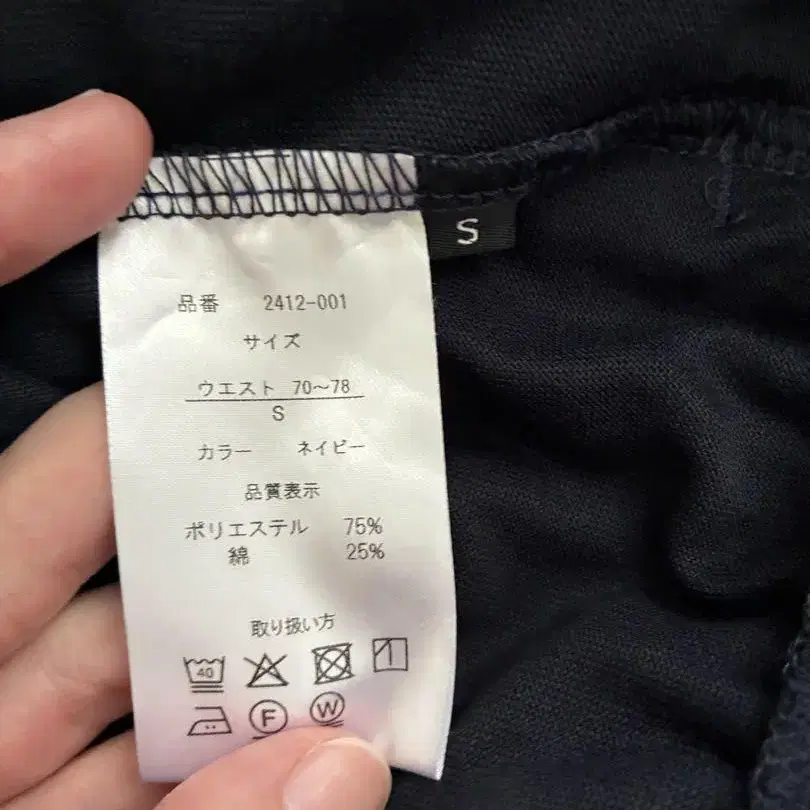 S
品番 2412-001
サイズ
ウエスト 70～78
S
カラー ネイビー
品質表示
ポリエステル 75%
綿 25%
取り扱い方
40
F
W